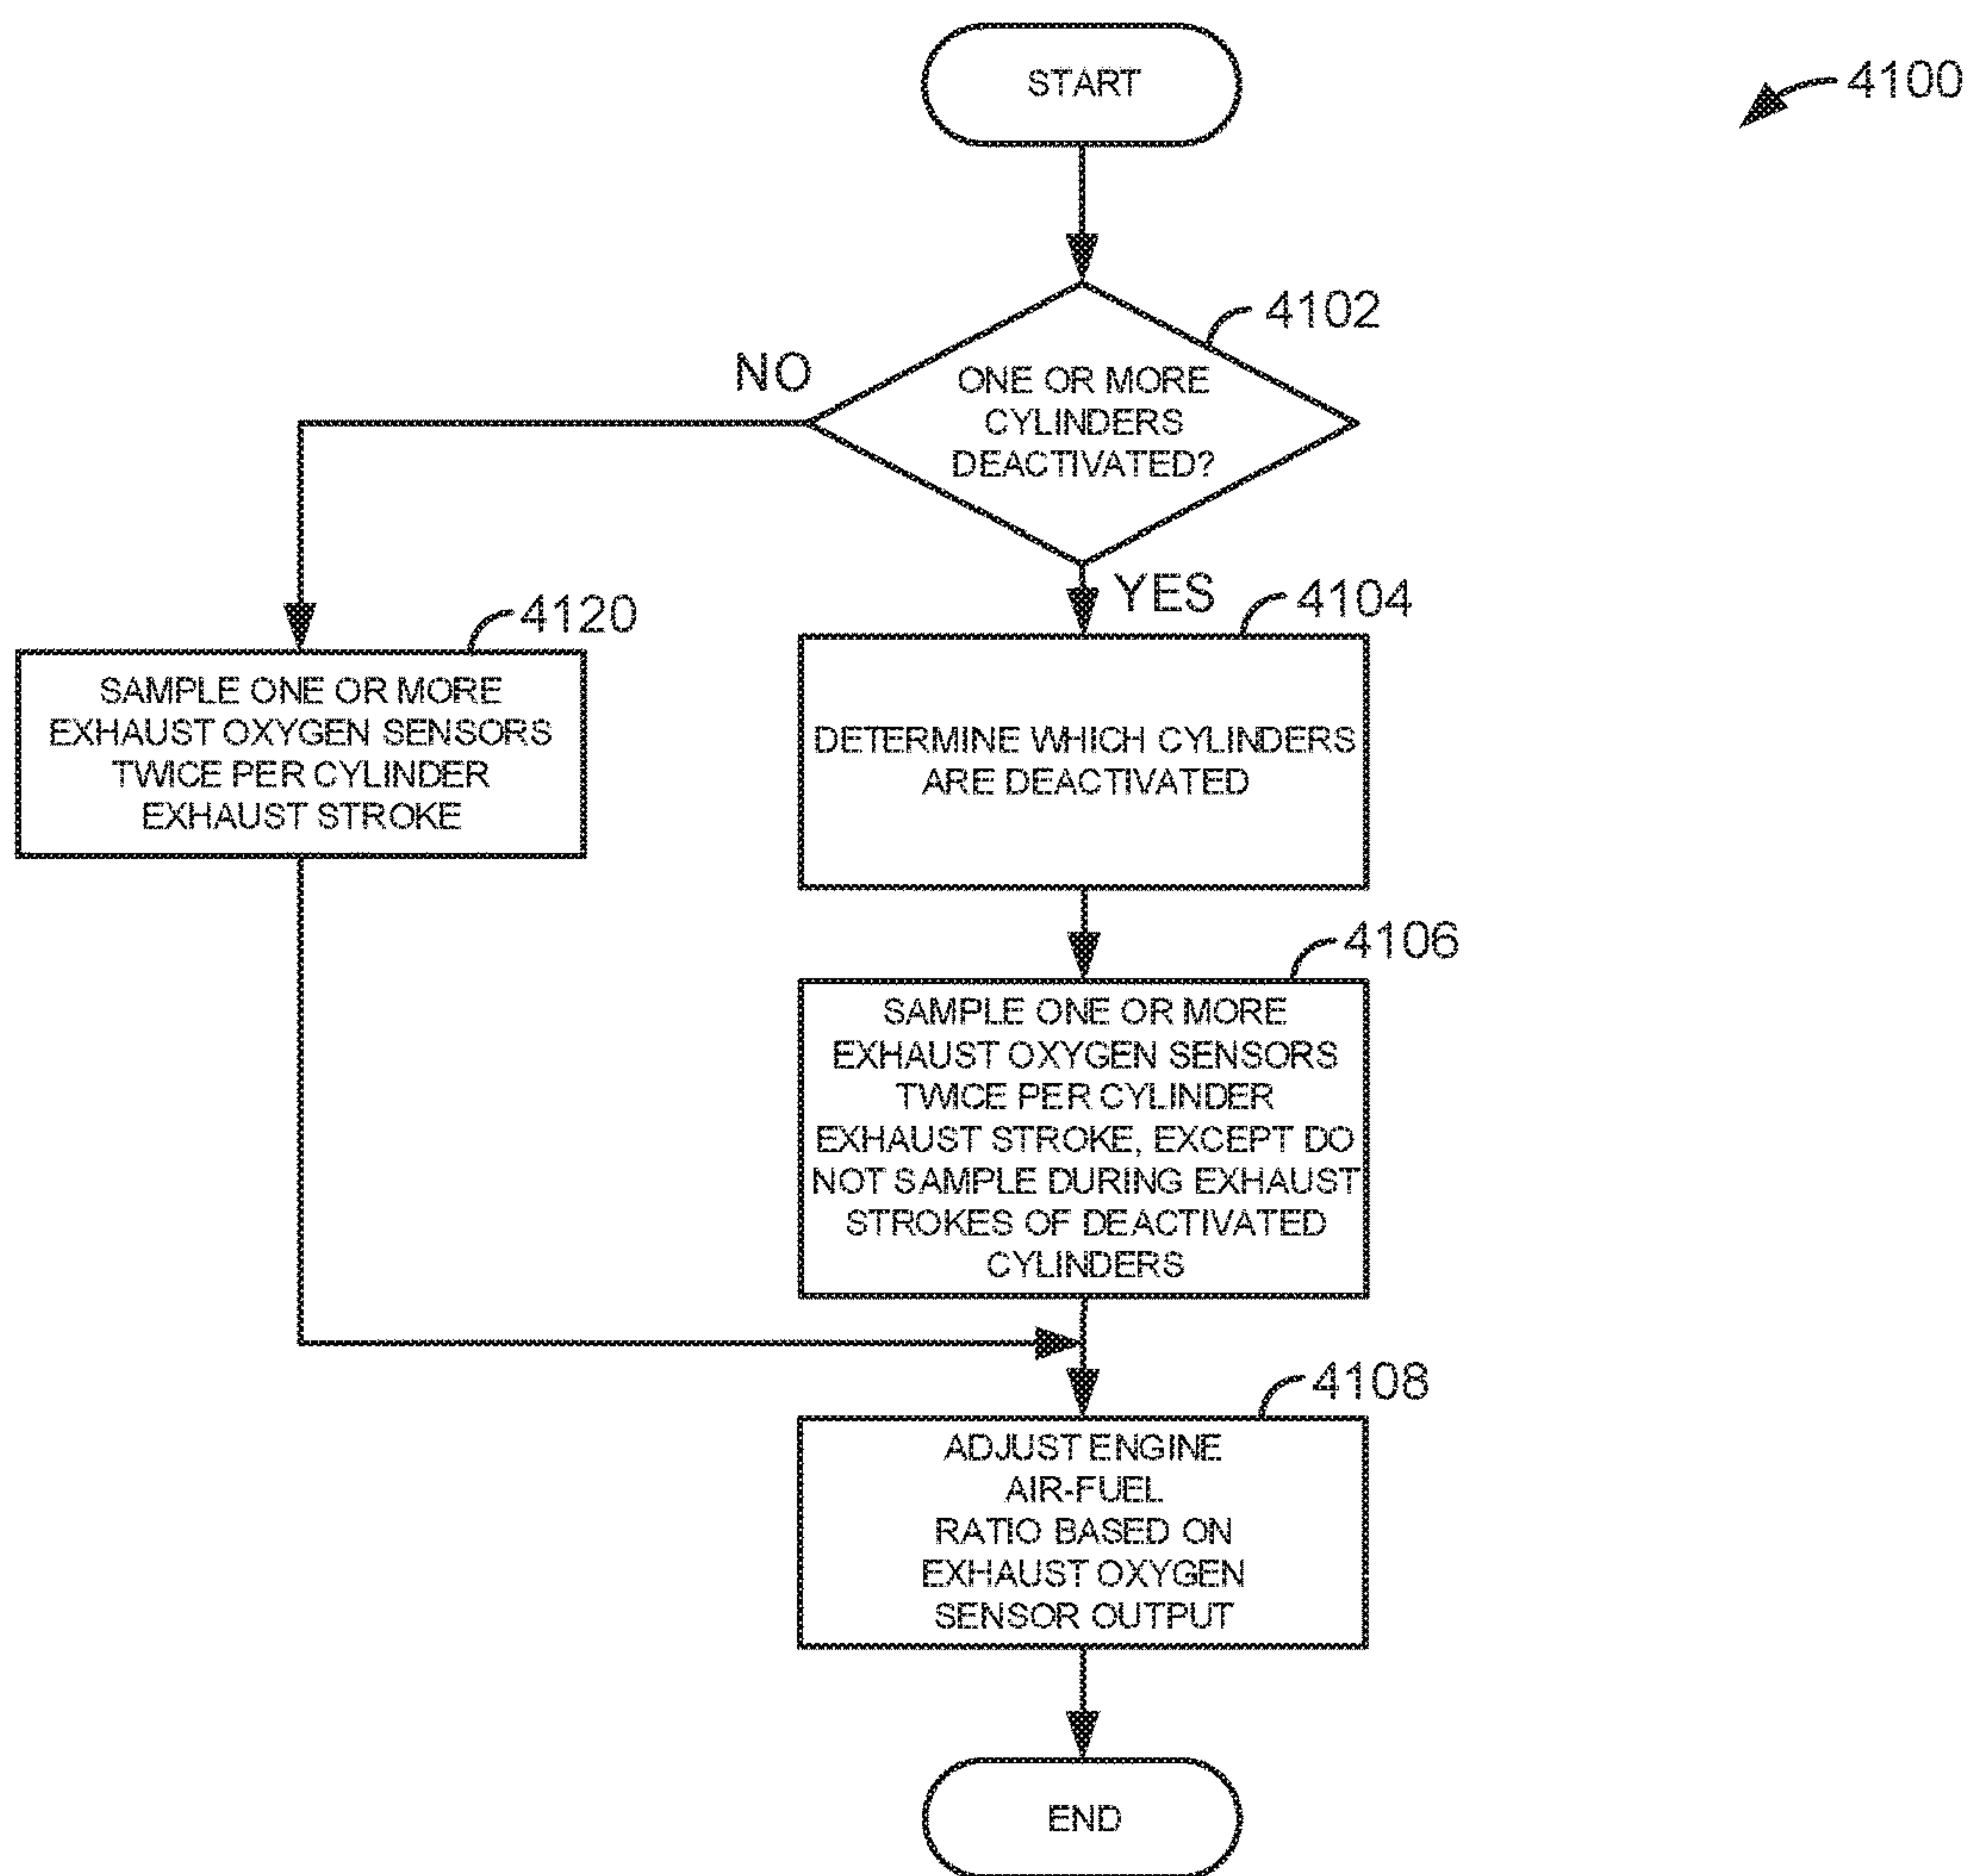 START
4100
4102
ONE OR MORE
CYLINDERS
DEACTIVATED?
NO
YES
4120
SAMPLE ONE OR MORE
EXHAUST OXYGEN SENSORS
TWICE PER CYLINDER
EXHAUST STROKE
4104
DETERMINE WHICH CYLINDERS
ARE DEACTIVATED
4106
SAMPLE ONE OR MORE
EXHAUST OXYGEN SENSORS
TWICE PER CYLINDER
EXHAUST STROKE, EXCEPT DO
NOT SAMPLE DURING EXHAUST
STROKES OF DEACTIVATED
CYLINDERS
4108
ADJUST ENGINE
AIR-FUEL
RATIO BASED ON
EXHAUST OXYGEN
SENSOR OUTPUT
END